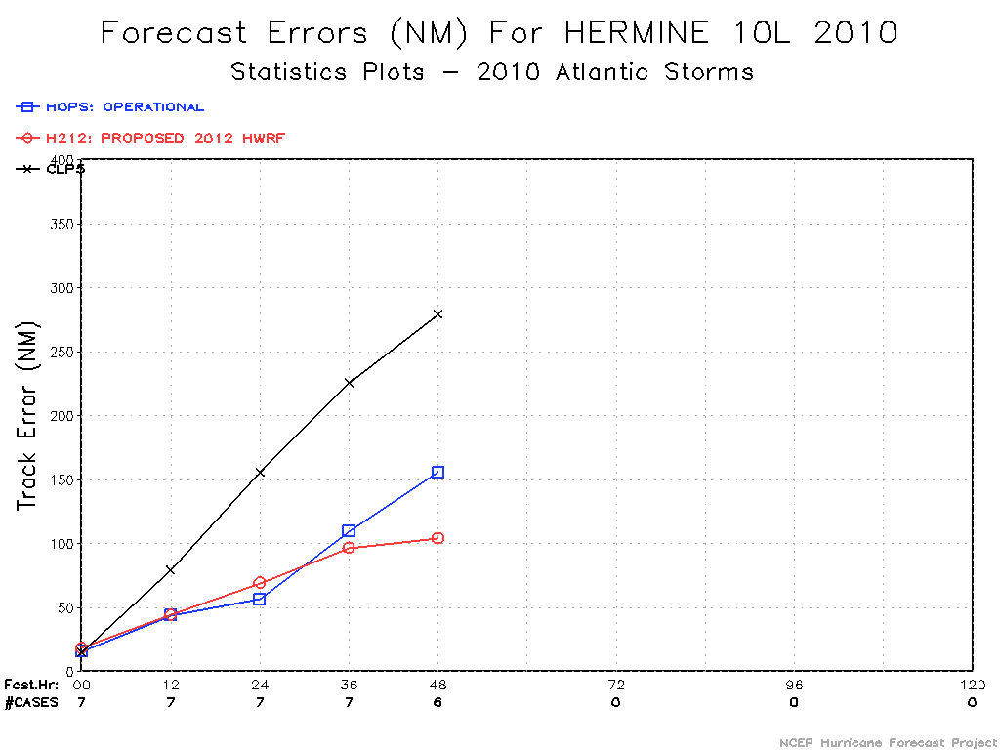 Forecast Errors (NM) For HERMINE 10L 2010
Statistics Plots – 2010 Atlantic Storms
HOPS: OPERATIONAL
H212: PROPOSED 2012 HWRF
CLP5
400
350
300
250
200
150
100
50
0
Track Error (NM)
Fcst.Hr: 00 12 24 36 48 72 96 120
#CASES 7 7 7 7 6 0 0 0
NCEP Hurricane Forecast Project